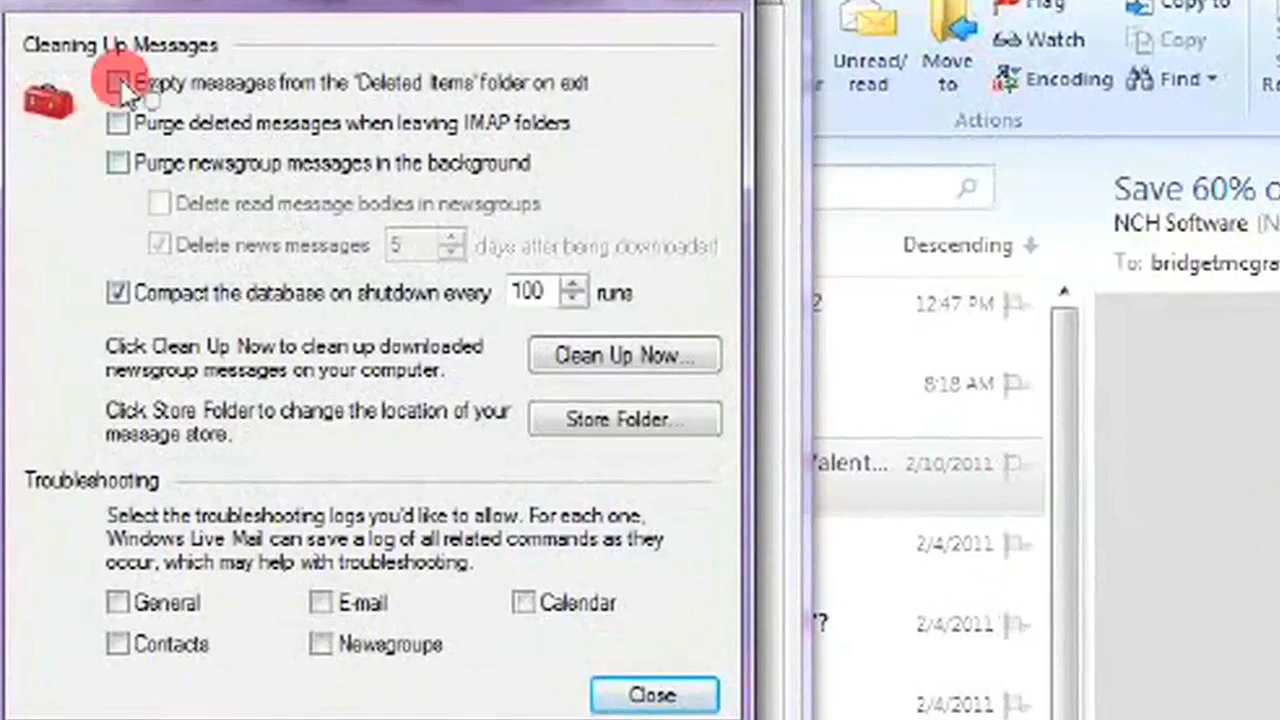 Cleaning Up Messages
Empty messages from the "Deleted Items' folder on exit
Purge deleted messages when leaving IMAP folders
Purge newsgroup messages in the background
Delete read message bodies in newsgroups
Delete news messages 5 days after being downloaded
Compact the database on shutdown every 100 runs
Click Clean Up Now to clean up downloaded
newsgroup messages on your computer.
Clean Up Now...
Click Store Folder to change the location of your
message store.
Store Folder...
Troubleshooting
Select the troubleshooting logs you'd like to allow. For each one,
Windows Live Mail can save a log of all related commands as they
occur, which may help with troubleshooting.
General E-mail Calendar
Contacts Newsgroups
Close
Flag
Copy to
Unread/
read
Move
to
Watch
Copy
Encoding
Find
Actions
Descending
2 12:47 PM
8:18 AM
Valent... 2/10/2011
2/4/2011
?? 2/4/2011
2/4/2011
Save 60% o
NCH Software (N
To: bridgetmcgra